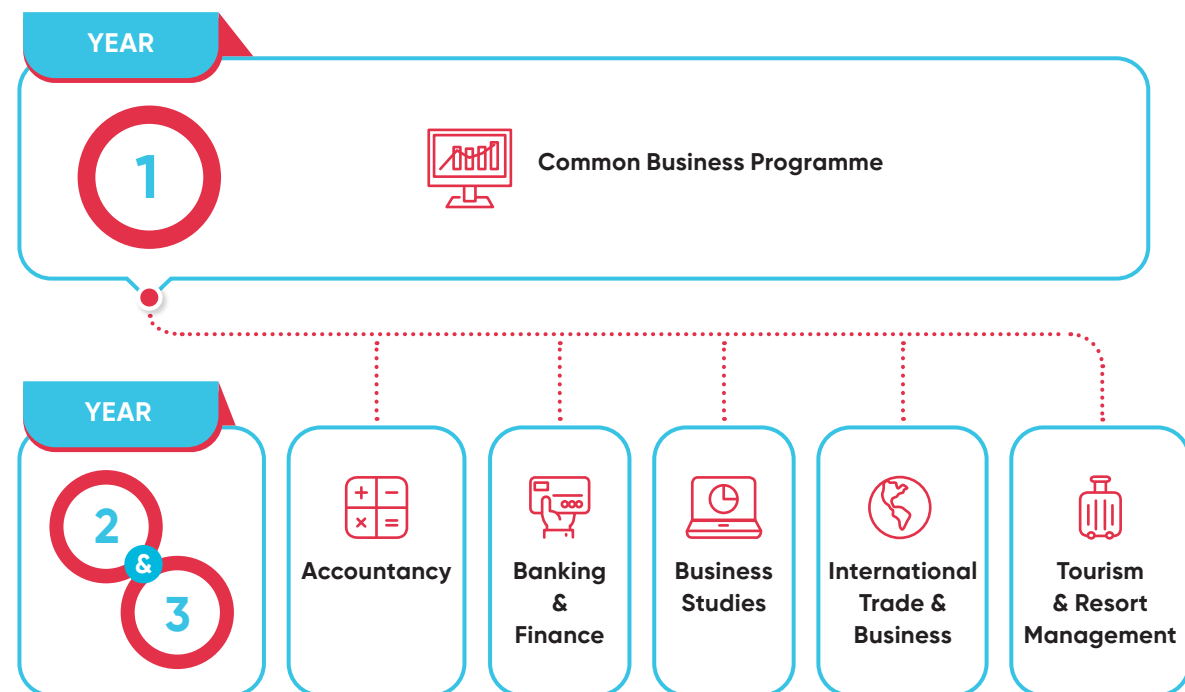 YEAR
1
Common Business Programme
YEAR
2
&
3
Accountancy
Banking
&
Finance
Business
Studies
International
Trade &
Business
Tourism
& Resort
Management